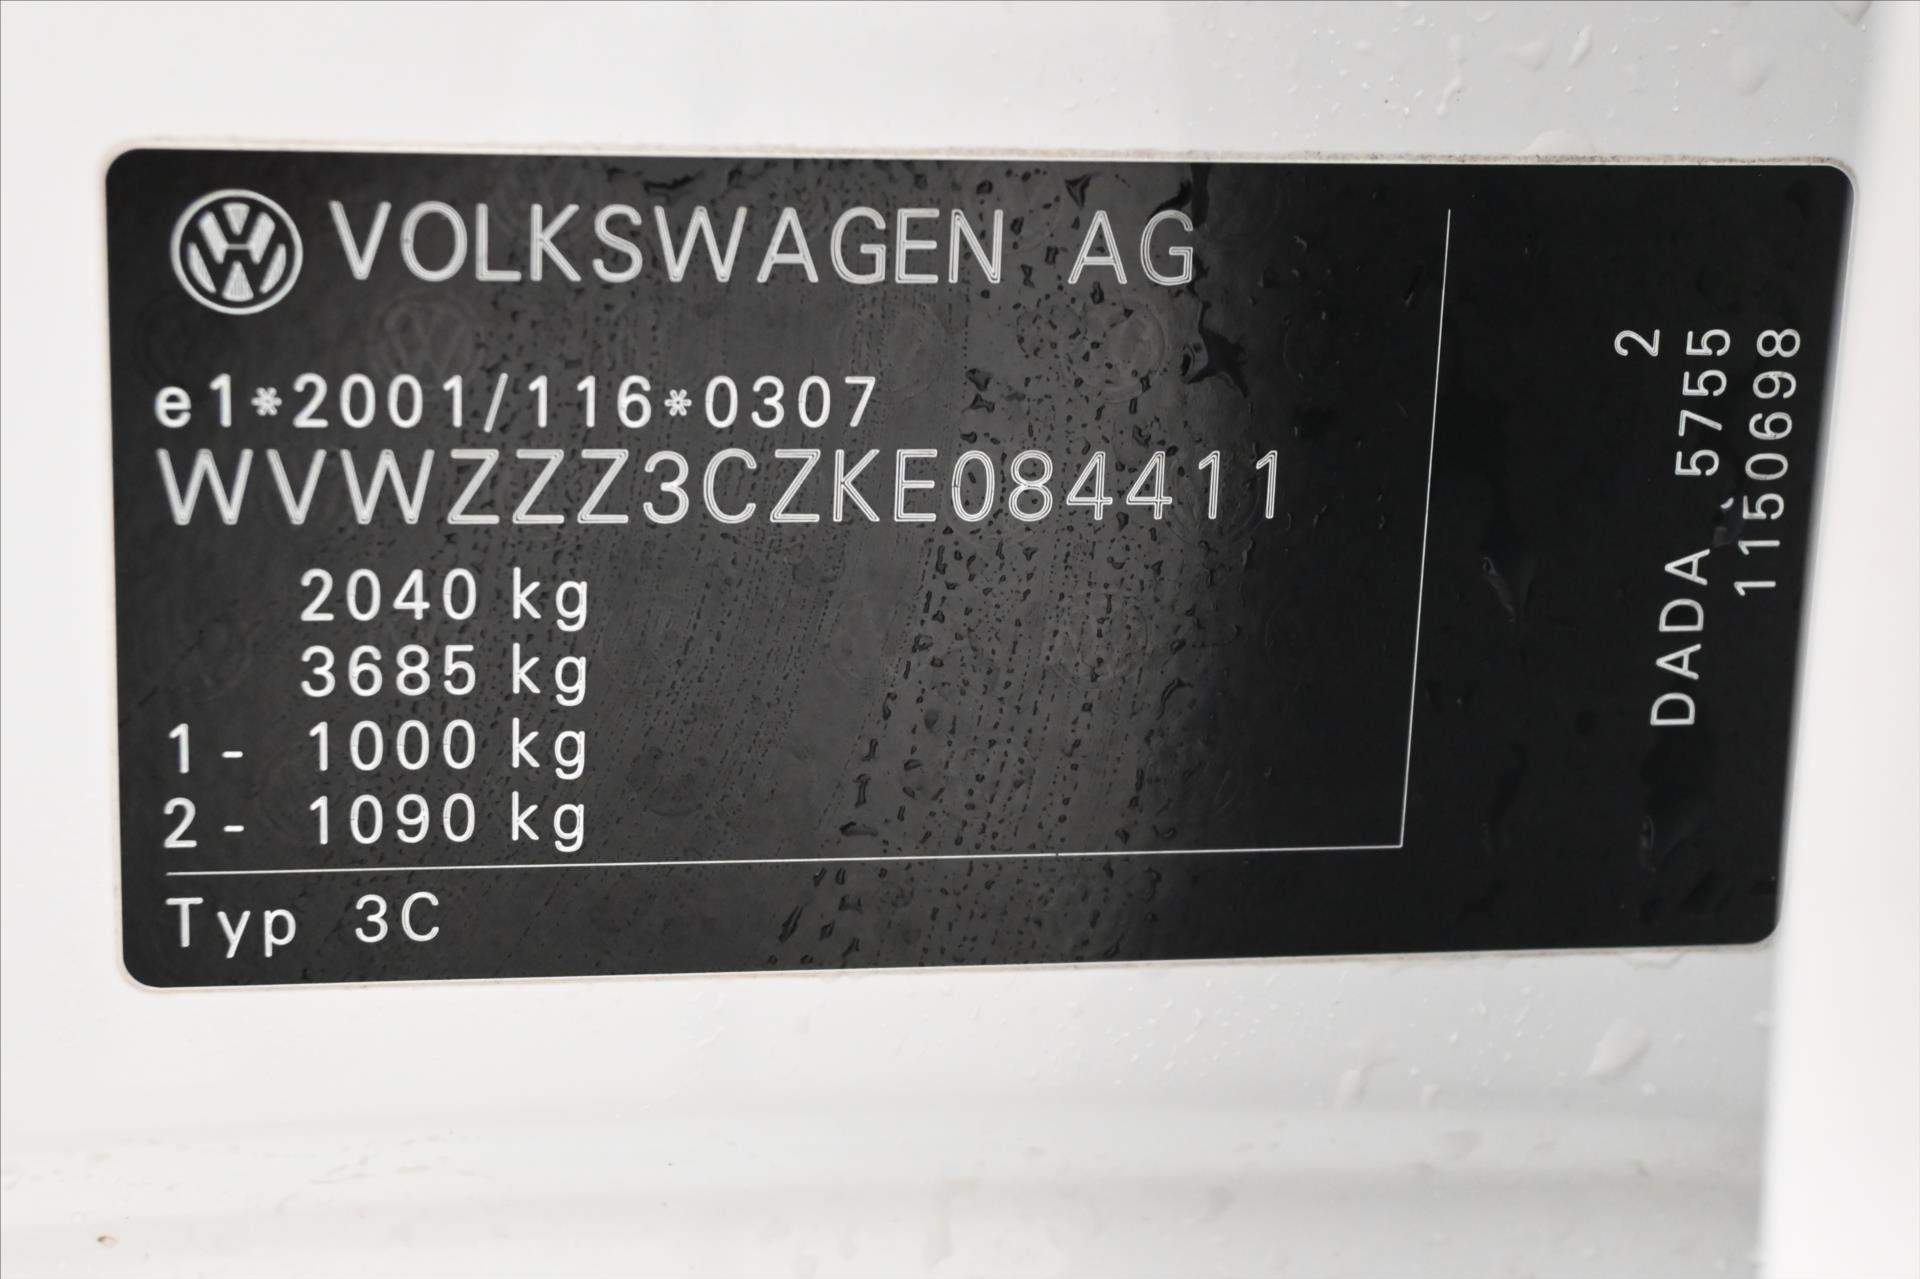 VOLKSWAGEN AG
e1*2001/116*0307
WVWZZZ3CZKE084411
2040 kg
3685 kg
1 - 1000 kg
2 - 1090 kg
Typ 3C
2
DADA 5755
1150698